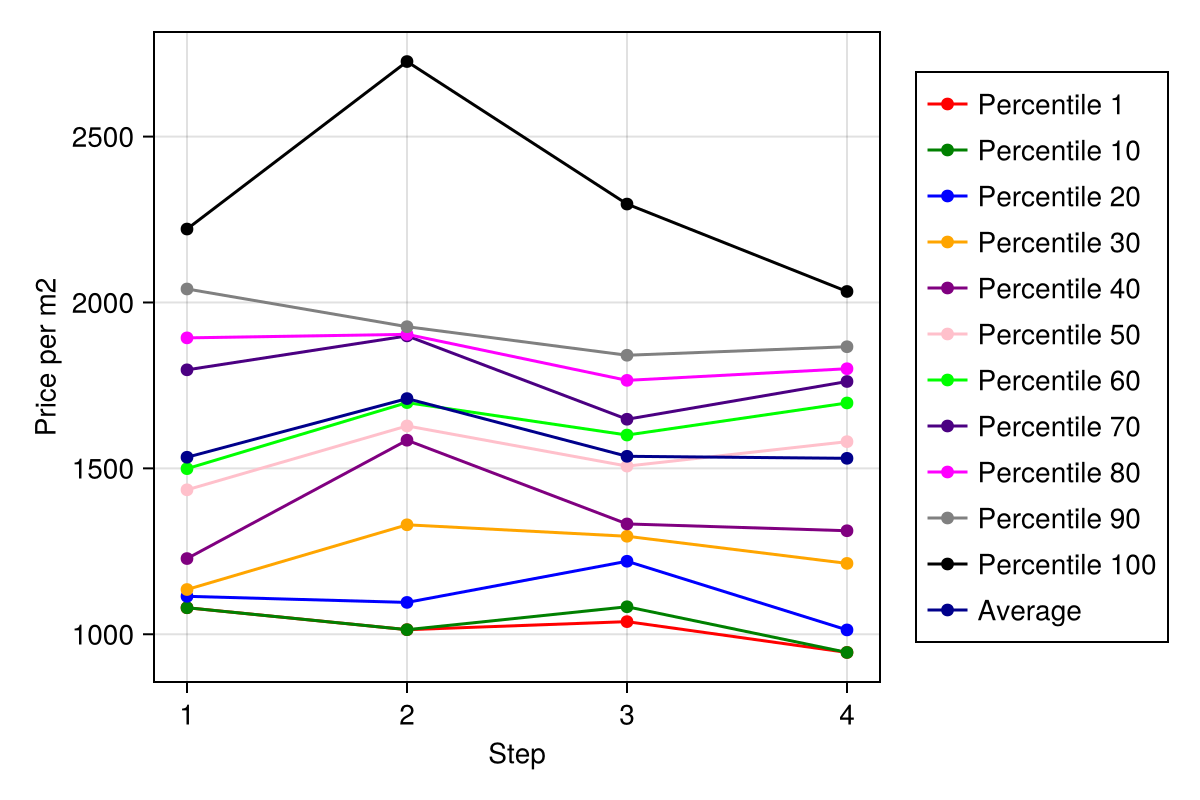 Price per m2
2500
2000
1500
1000
1
2
3
4
Step
Percentile 1
Percentile 10
Percentile 20
Percentile 30
Percentile 40
Percentile 50
Percentile 60
Percentile 70
Percentile 80
Percentile 90
Percentile 100
Average